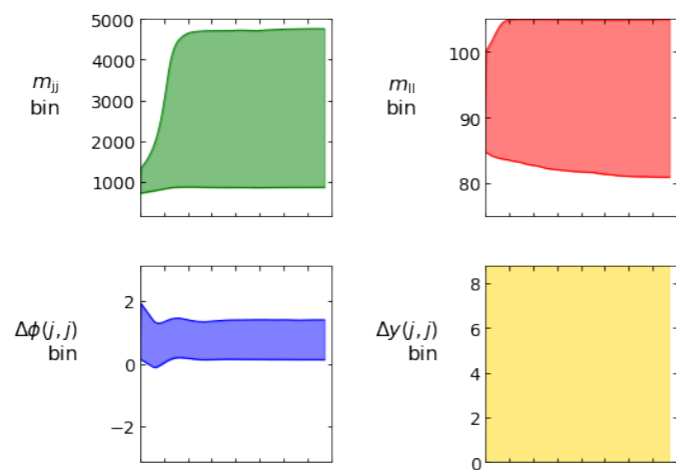 5000
4000
3000
2000
1000
m_jj
bin
100
90
80
m_ll
bin
2
0
−2
Δϕ(j, j)
bin
8
6
4
2
0
Δy(j, j)
bin